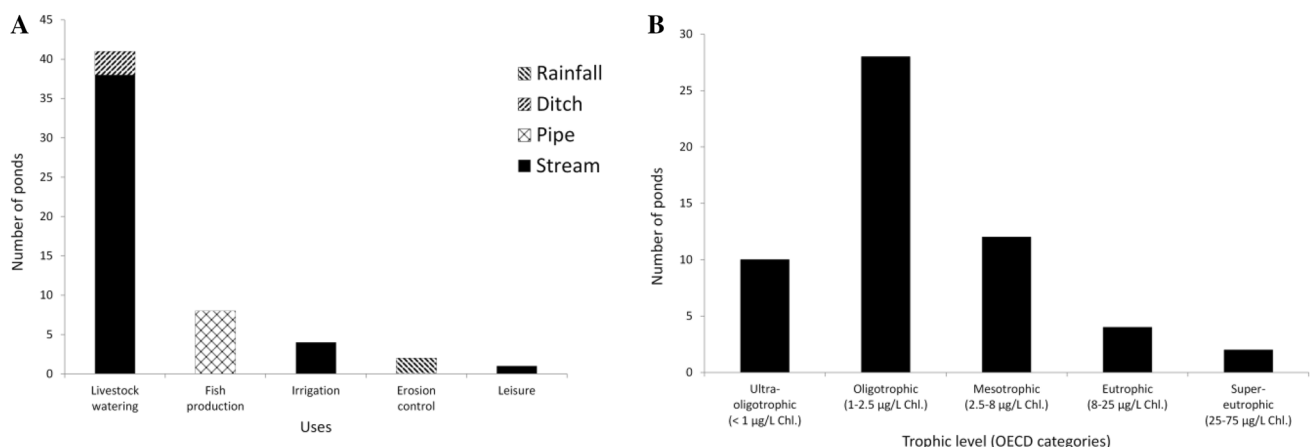 A
45
40
35
30
25
20
15
10
5
0
Number of ponds
Rainfall
Ditch
Pipe
Stream
Livestock
watering
Fish
production
Irrigation
Erosion
control
Leisure
Uses
B
30
25
20
15
10
5
0
Number of ponds
Ultra-
oligotrophic
(< 1 µg/L Chl.)
Oligotrophic
(1-2.5 µg/L Chl.)
Mesotrophic
(2.5-8 µg/L Chl.)
Eutrophic
(8-25 µg/L Chl.)
Super-
eutrophic
(25-75 µg/L Chl.)
Trophic level (OECD categories)